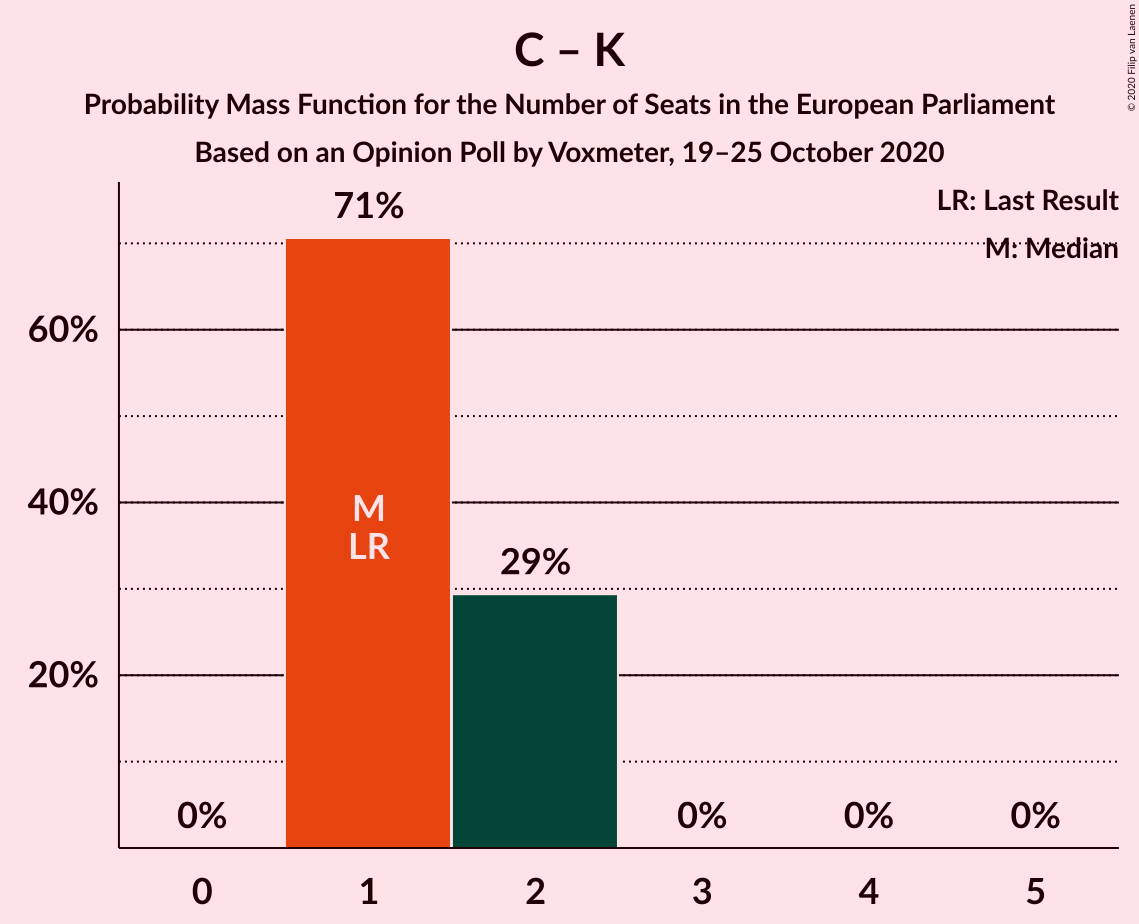 C – K
Probability Mass Function for the Number of Seats in the European Parliament
Based on an Opinion Poll by Voxmeter, 19–25 October 2020
© 2020 Filip van Laenen
LR: Last Result
M: Median
71%
60%
40%
20%
M
LR
29%
0%
0%
0%
0%
0
1
2
3
4
5